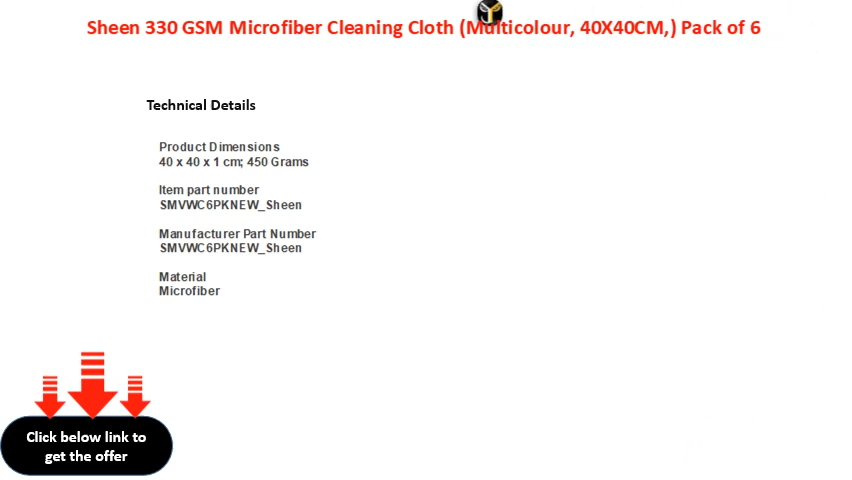 Sheen 330 GSM Microfiber Cleaning Cloth (Multicolour, 40X40CM,) Pack of 6
Technical Details
Product Dimensions
40 x 40 x 1 cm; 450 Grams
Item part number
SMVWC6PKNEW_Sheen
Manufacturer Part Number
SMVWC6PKNEW_Sheen
Material
Microfiber
Click below link to
get the offer